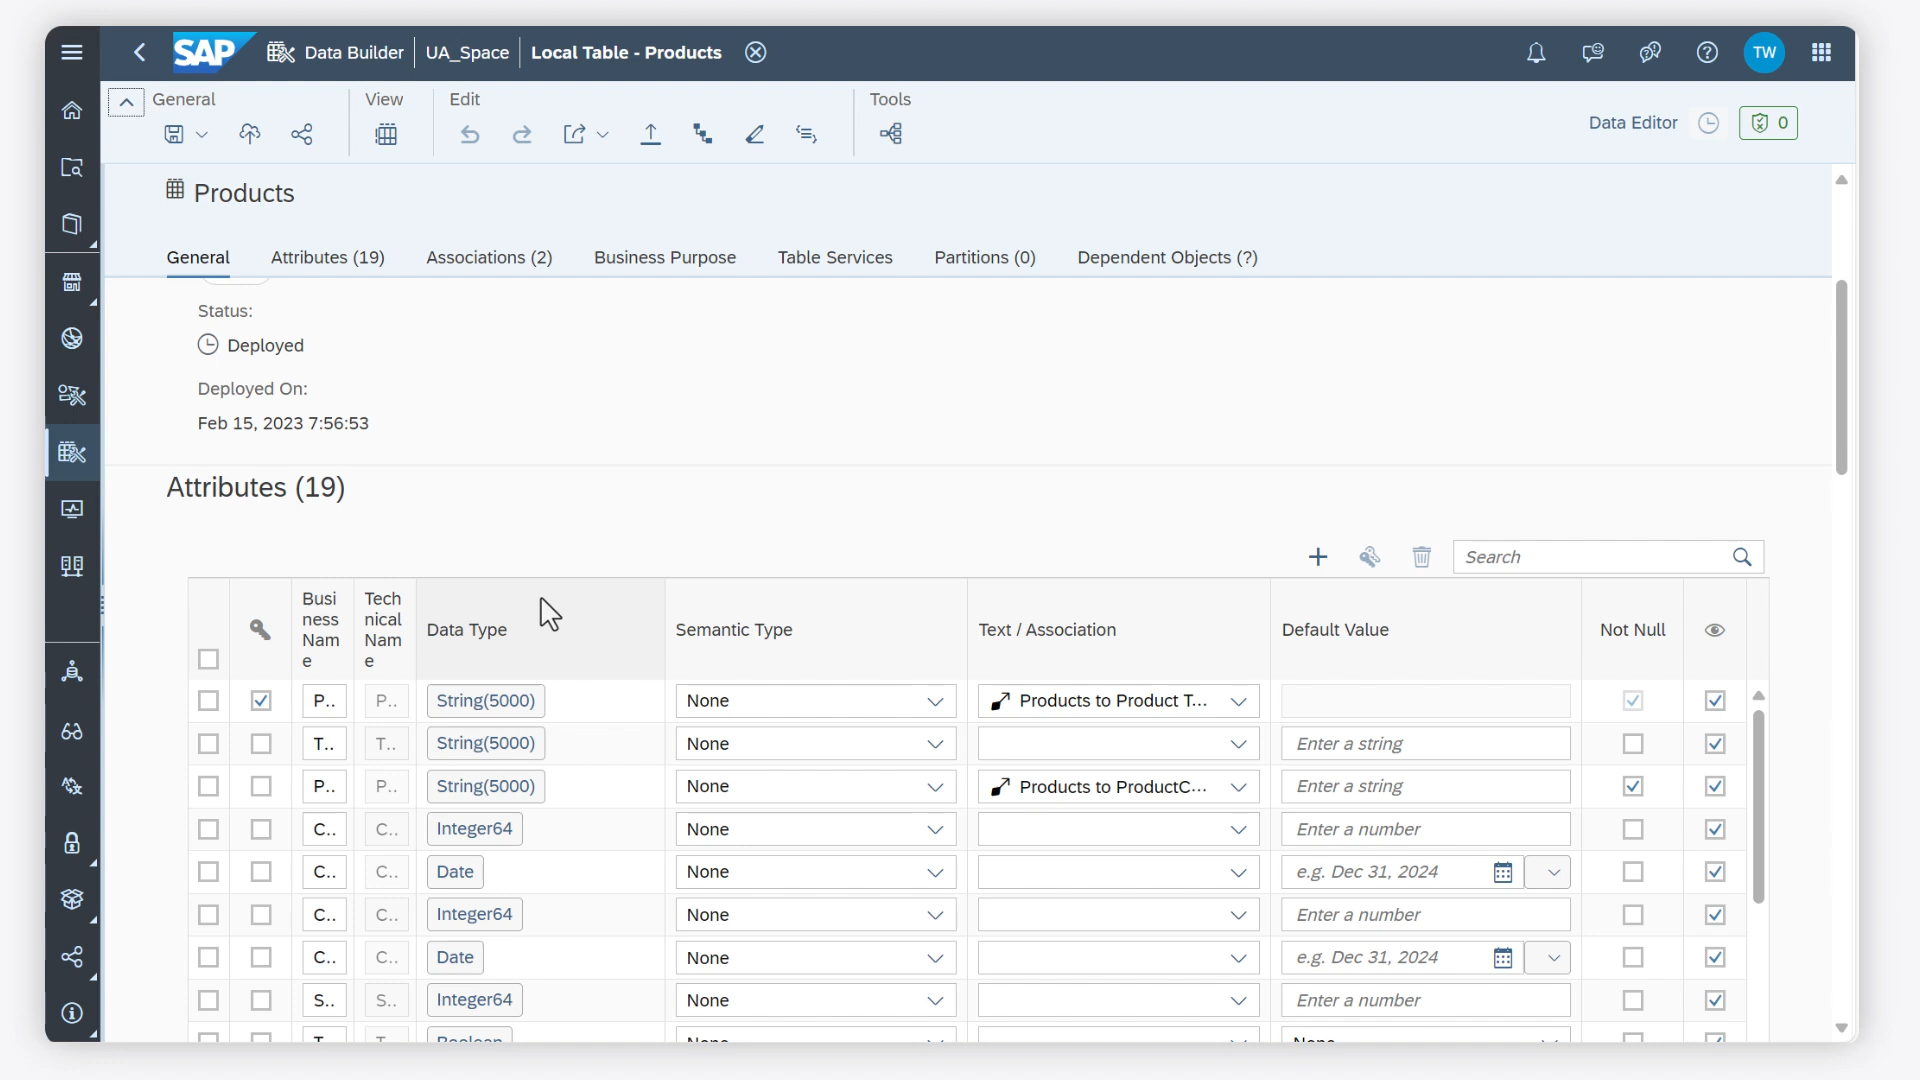 SAP Data Builder UA_Space Local Table - Products TW
General View Edit Tools
Data Editor 0
Products
General Attributes (19) Associations (2) Business Purpose Table Services Partitions (0) Dependent Objects (?)
Status:
Deployed
Deployed On:
Feb 15, 2023 7:56:53
Attributes (19)
Search
Business Name Technical Name Data Type Semantic Type Text / Association Default Value Not Null
P.. P.. String(5000) None Products to Product T...
T.. T.. String(5000) None Enter a string
P.. P.. String(5000) None Products to ProductC... Enter a string
C.. C.. Integer64 None Enter a number
C.. C.. Date None e.g. Dec 31, 2024
C.. C.. Integer64 None Enter a number
C.. C.. Date None e.g. Dec 31, 2024
S.. S.. Integer64 None Enter a number
T.. T.. Boolean None None